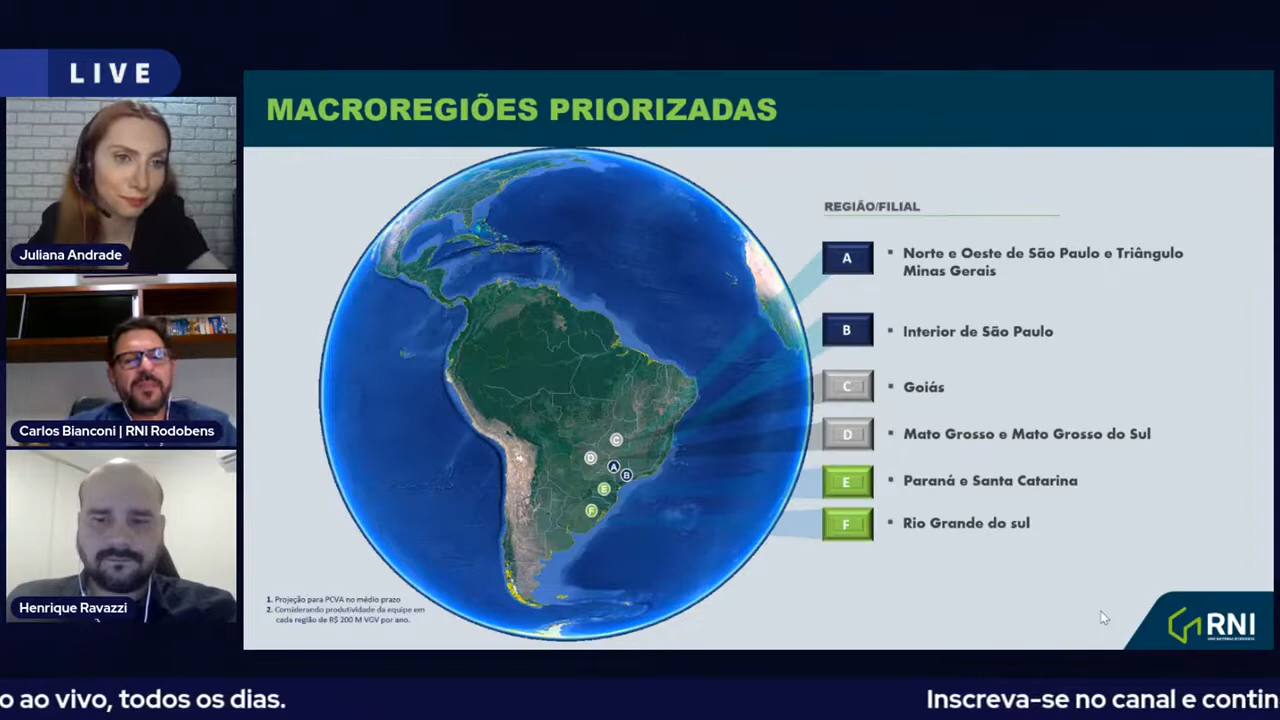 LIVE
Juliana Andrade
Carlos Bianconi | RNI Rodobens
Henrique Ravazzi
MACROREGIÕES PRIORIZADAS
REGIÃO/FILIAL
A
▪ Norte e Oeste de São Paulo e Triângulo
Minas Gerais
B
▪ Interior de São Paulo
C
▪ Goiás
D
▪ Mato Grosso e Mato Grosso do Sul
E
▪ Paraná e Santa Catarina
F
▪ Rio Grande do sul
C
D
A
B
E
F
1. Projeção para PCVA no médio prazo
2. Considerando produtividade da equipe em
cada região de R$ 200 M VGV por ano.
RNI
o ao vivo, todos os dias.
Inscreva-se no canal e contin